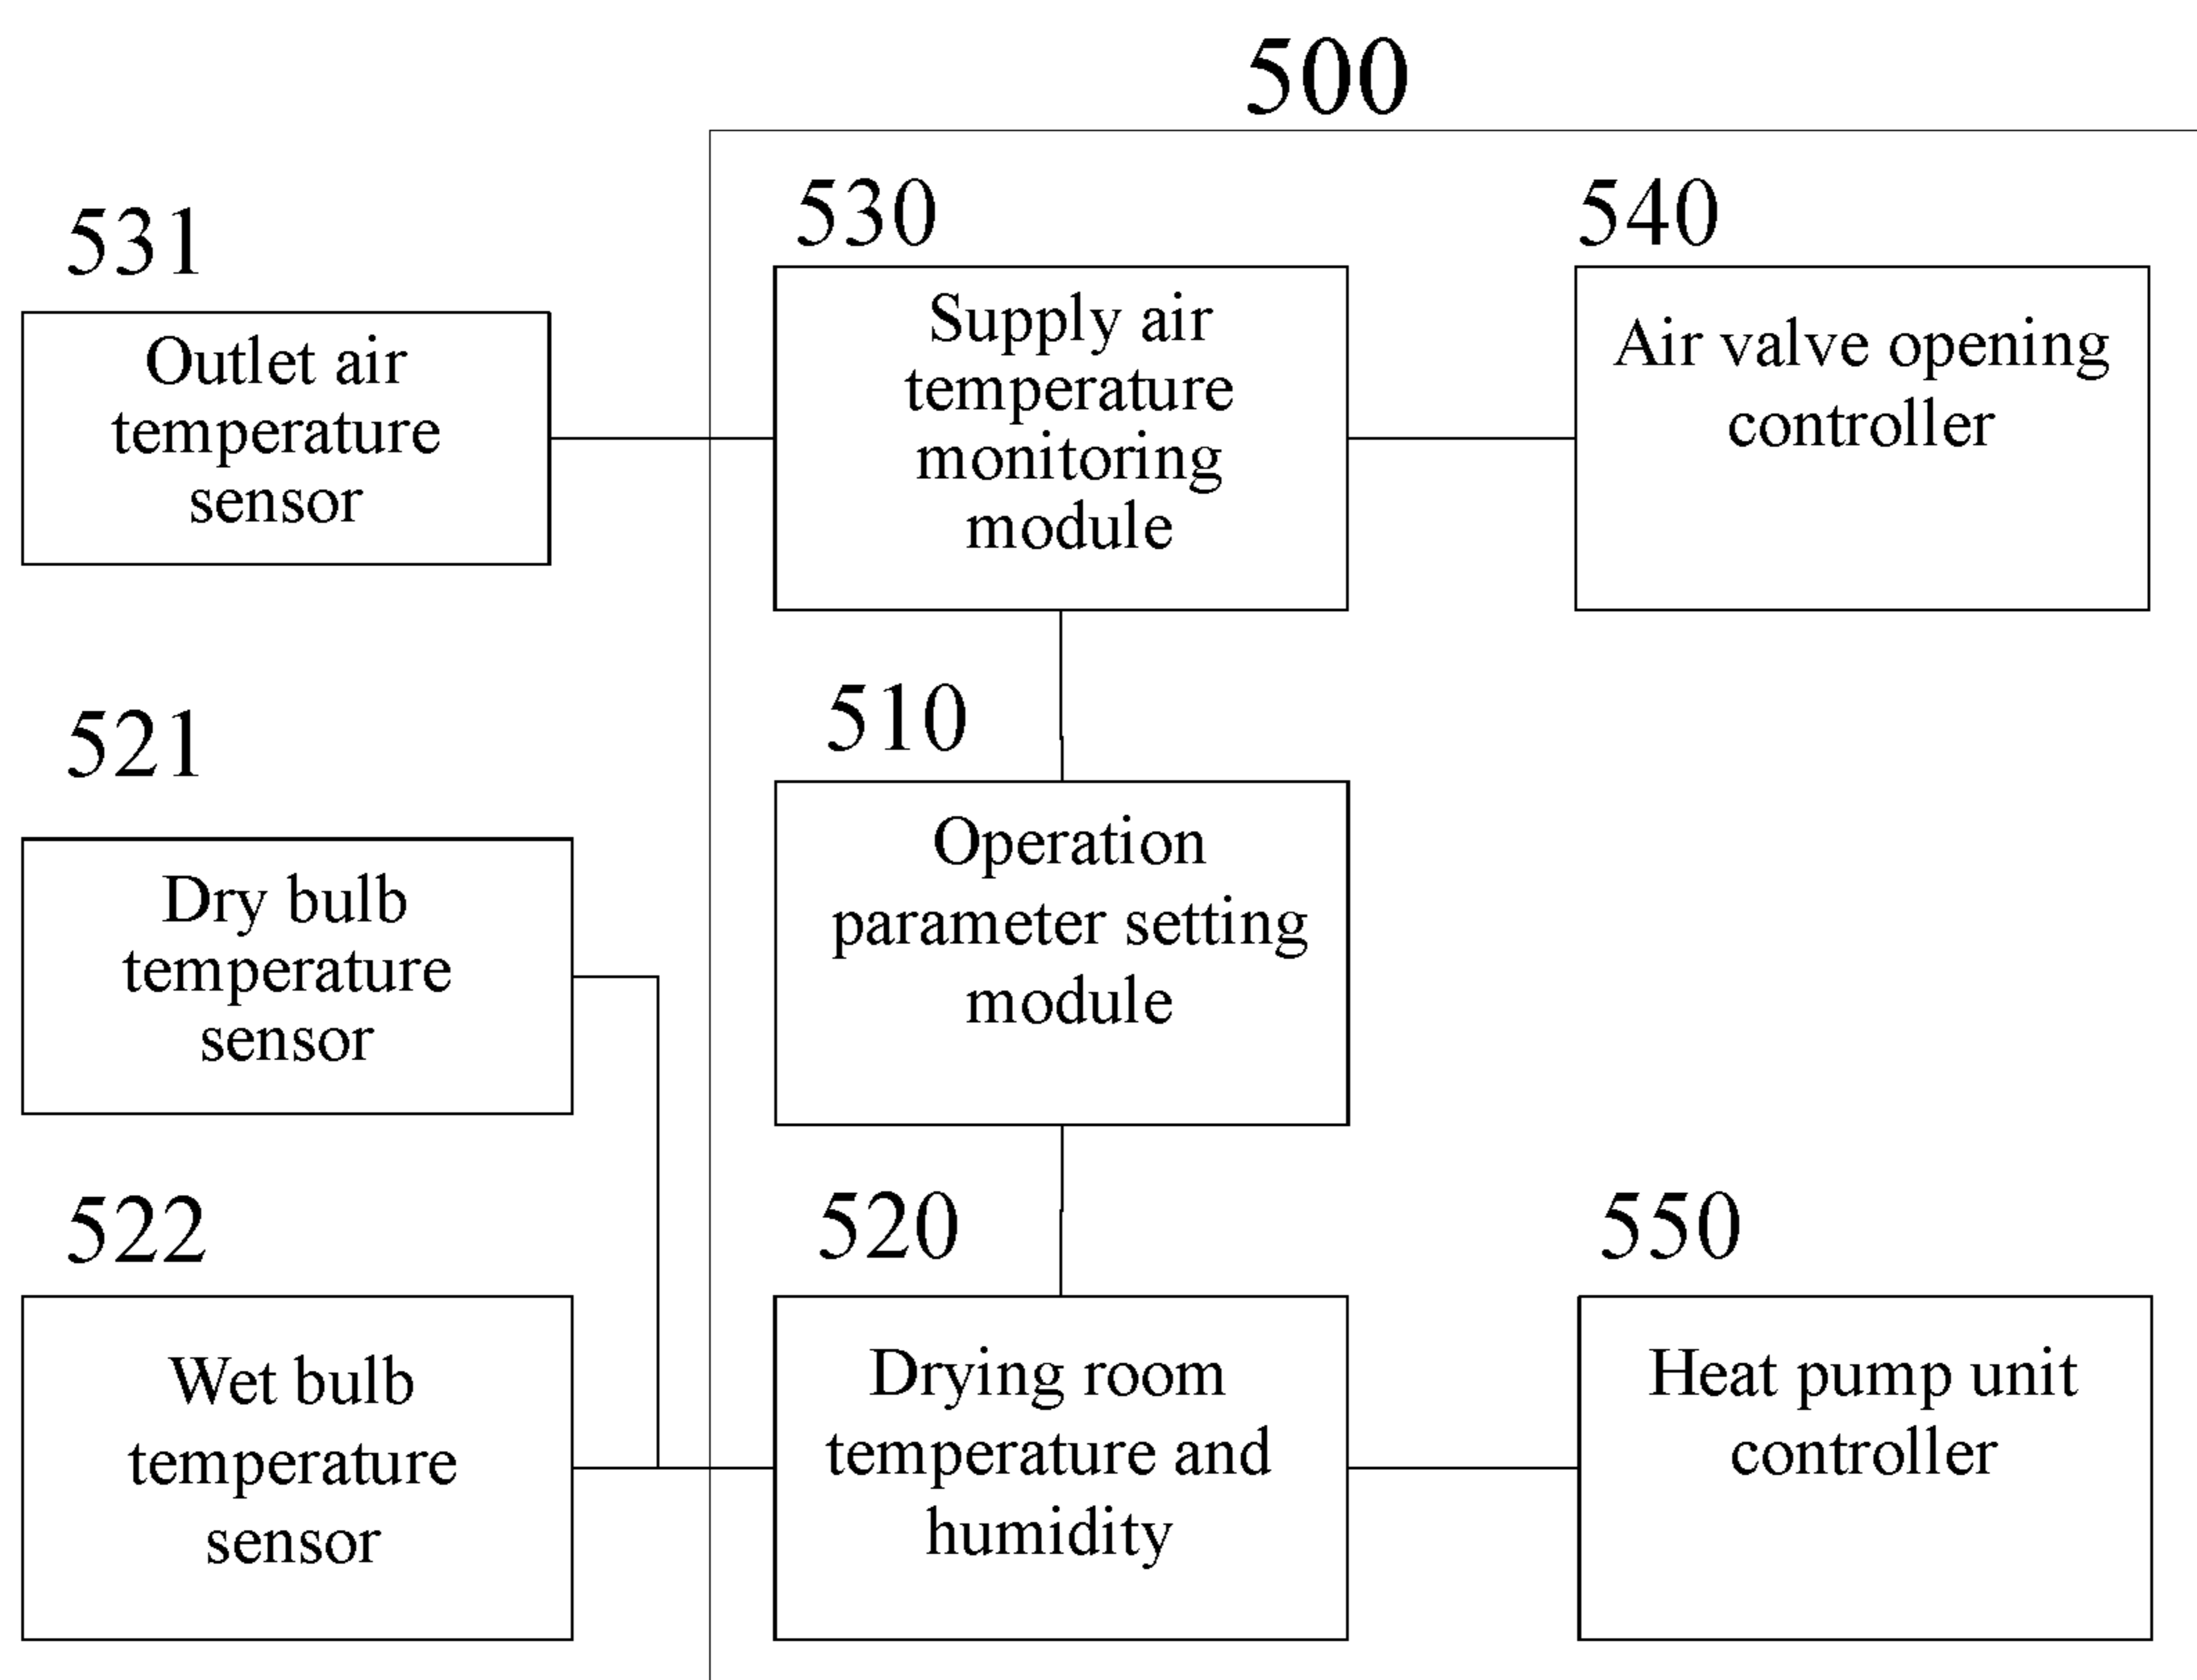 500
531
Outlet air
temperature
sensor
530
Supply air
temperature
monitoring
module
540
Air valve opening
controller
521
Dry bulb
temperature
sensor
510
Operation
parameter setting
module
522
Wet bulb
temperature
sensor
520
Drying room
temperature and
humidity
550
Heat pump unit
controller